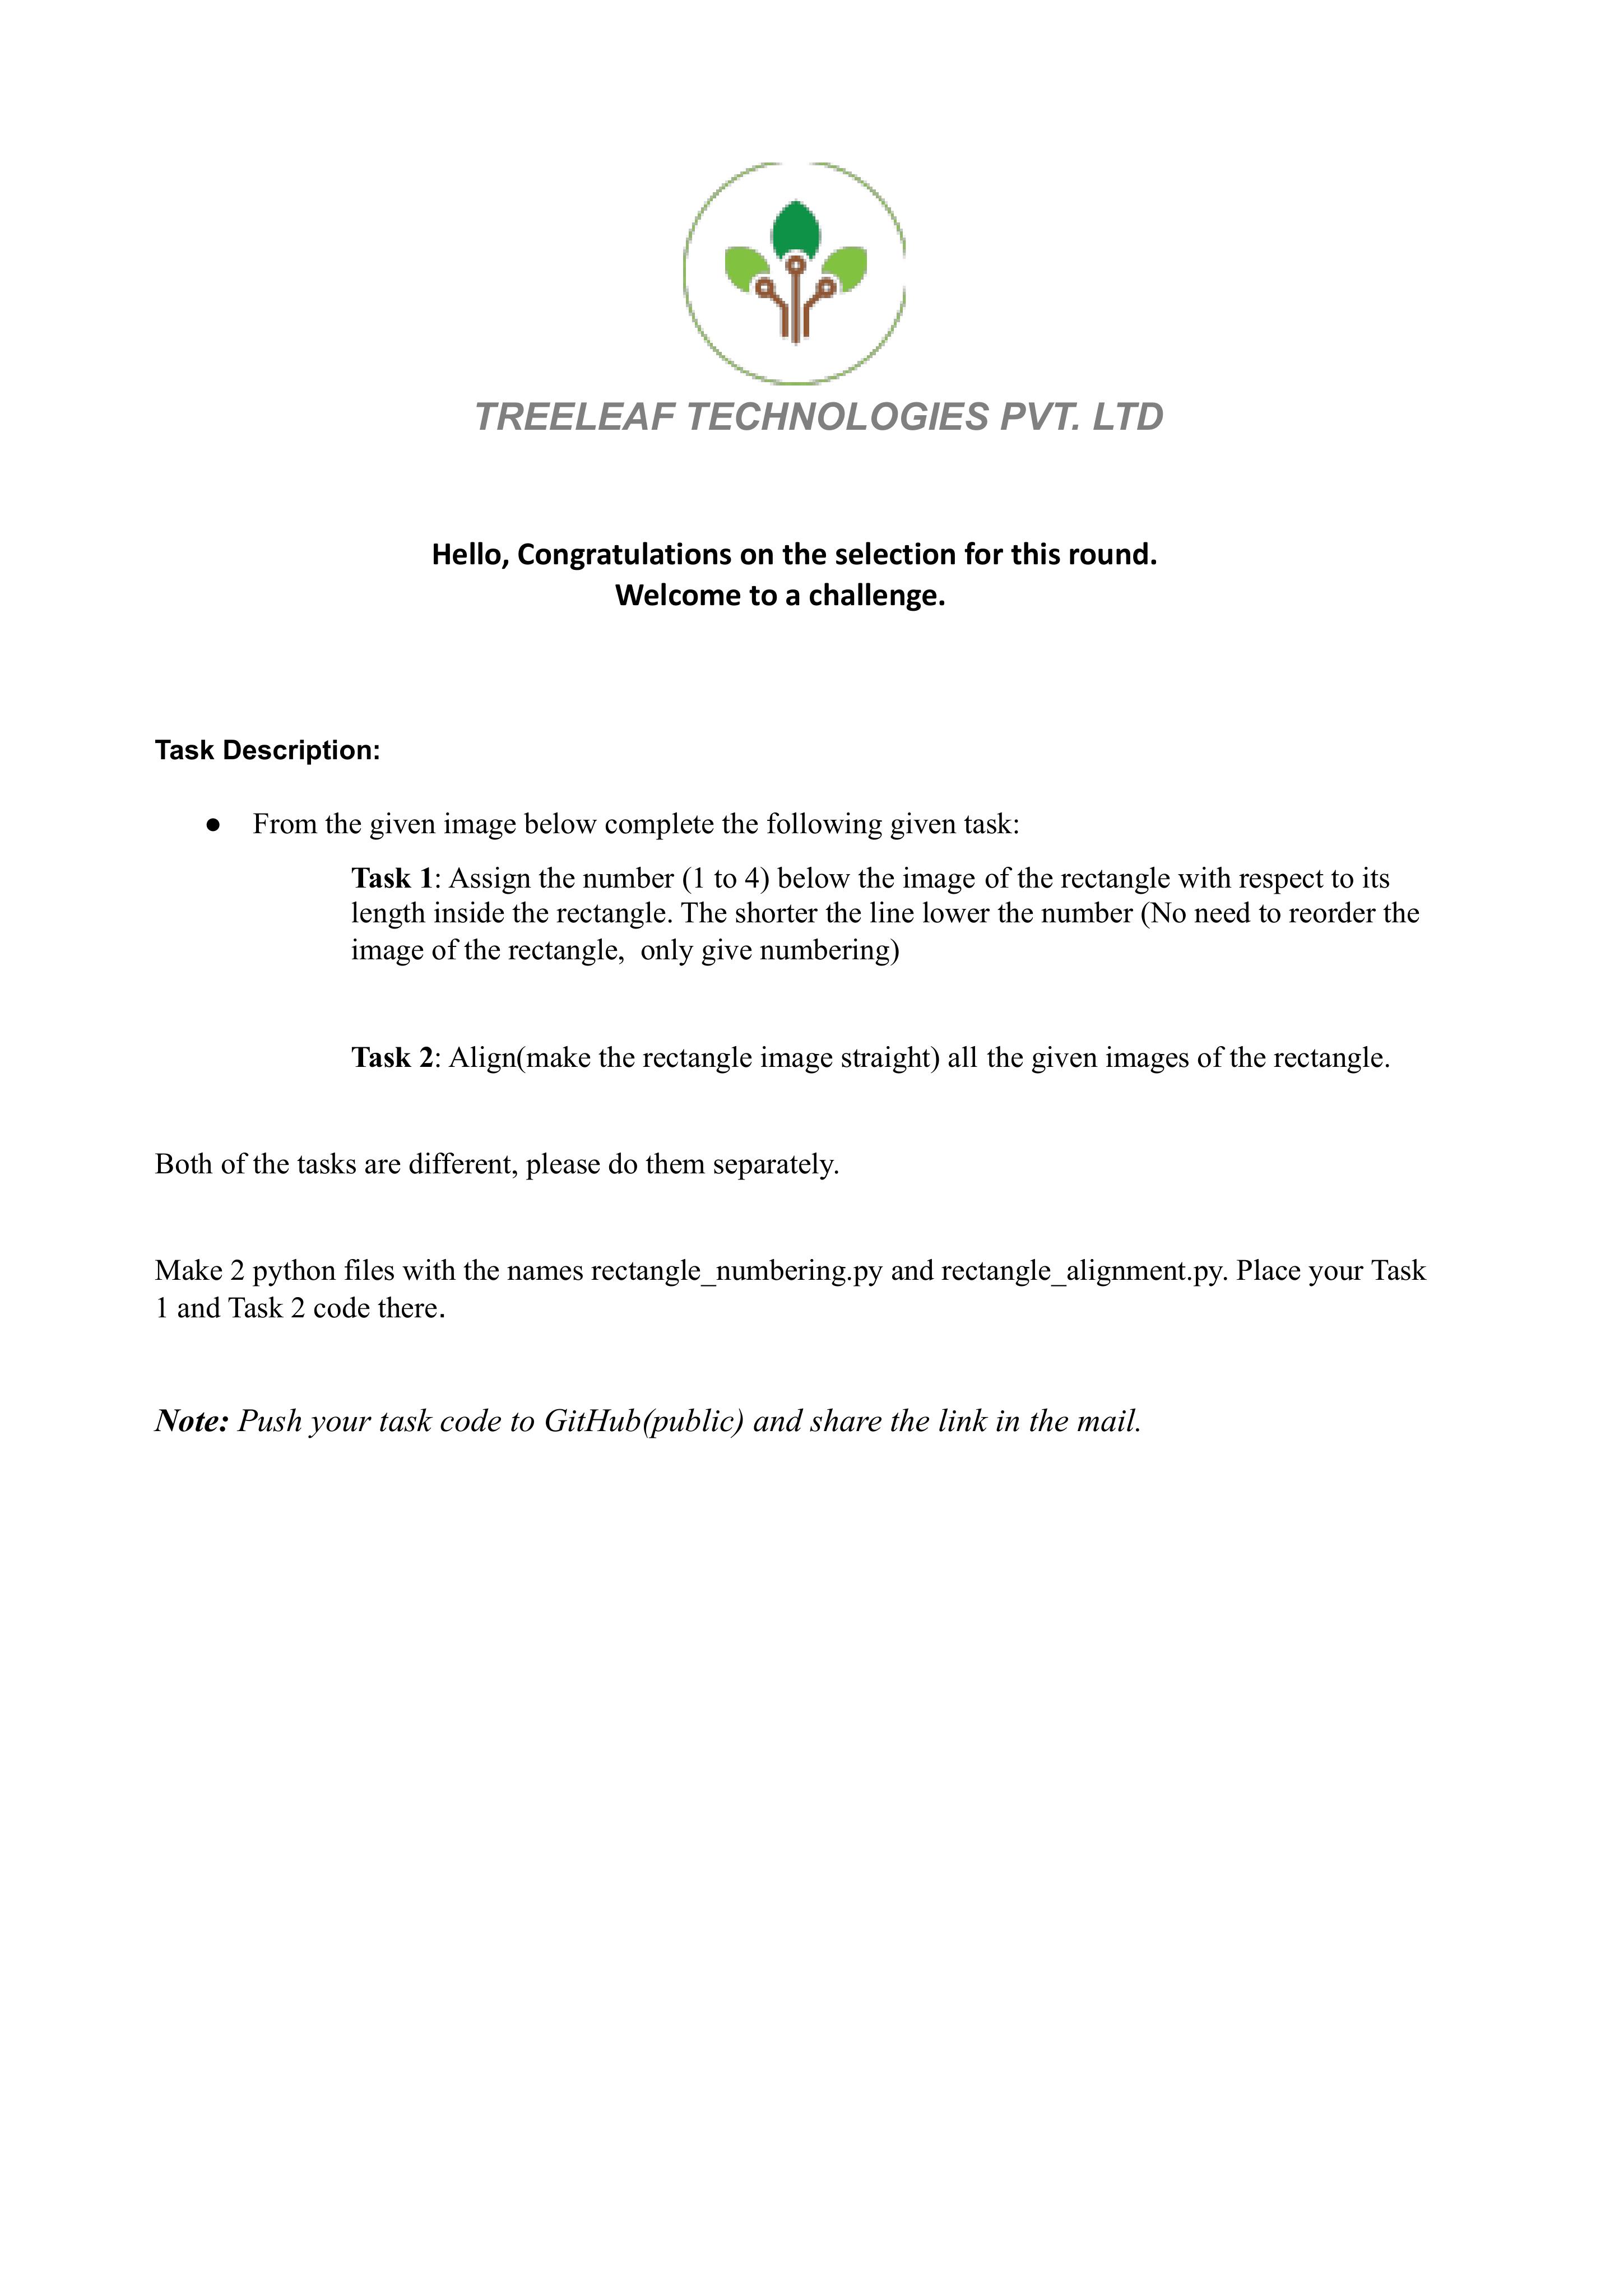 TREELEAF TECHNOLOGIES PVT. LTD
Hello, Congratulations on the selection for this round.
Welcome to a challenge.
Task Description:
● From the given image below complete the following given task:
Task 1: Assign the number (1 to 4) below the image of the rectangle with respect to its
length inside the rectangle. The shorter the line lower the number (No need to reorder the
image of the rectangle,  only give numbering)
Task 2: Align(make the rectangle image straight) all the given images of the rectangle.
Both of the tasks are different, please do them separately.
Make 2 python files with the names rectangle_numbering.py and rectangle_alignment.py. Place your Task
1 and Task 2 code there.
Note: Push your task code to GitHub(public) and share the link in the mail.